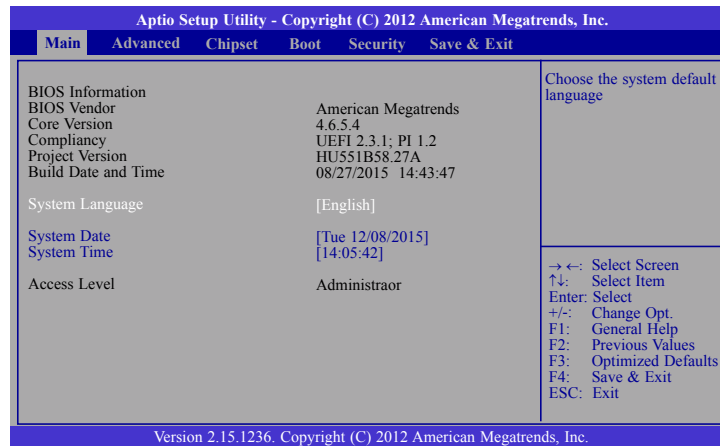 Aptio Setup Utility - Copyright (C) 2012 American Megatrends, Inc.
Main Advanced Chipset Boot Security Save & Exit
BIOS Information
BIOS Vendor American Megatrends
Core Version 4.6.5.4
Compliancy UEFI 2.3.1; PI 1.2
Project Version HU551B58.27A
Build Date and Time 08/27/2015 14:43:47
System Language [English]
System Date [Tue 12/08/2015]
System Time [14:05:42]
Access Level Administraor
Choose the system default
language
→ ←: Select Screen
↑↓: Select Item
Enter: Select
+/-: Change Opt.
F1: General Help
F2: Previous Values
F3: Optimized Defaults
F4: Save & Exit
ESC: Exit
Version 2.15.1236. Copyright (C) 2012 American Megatrends, Inc.